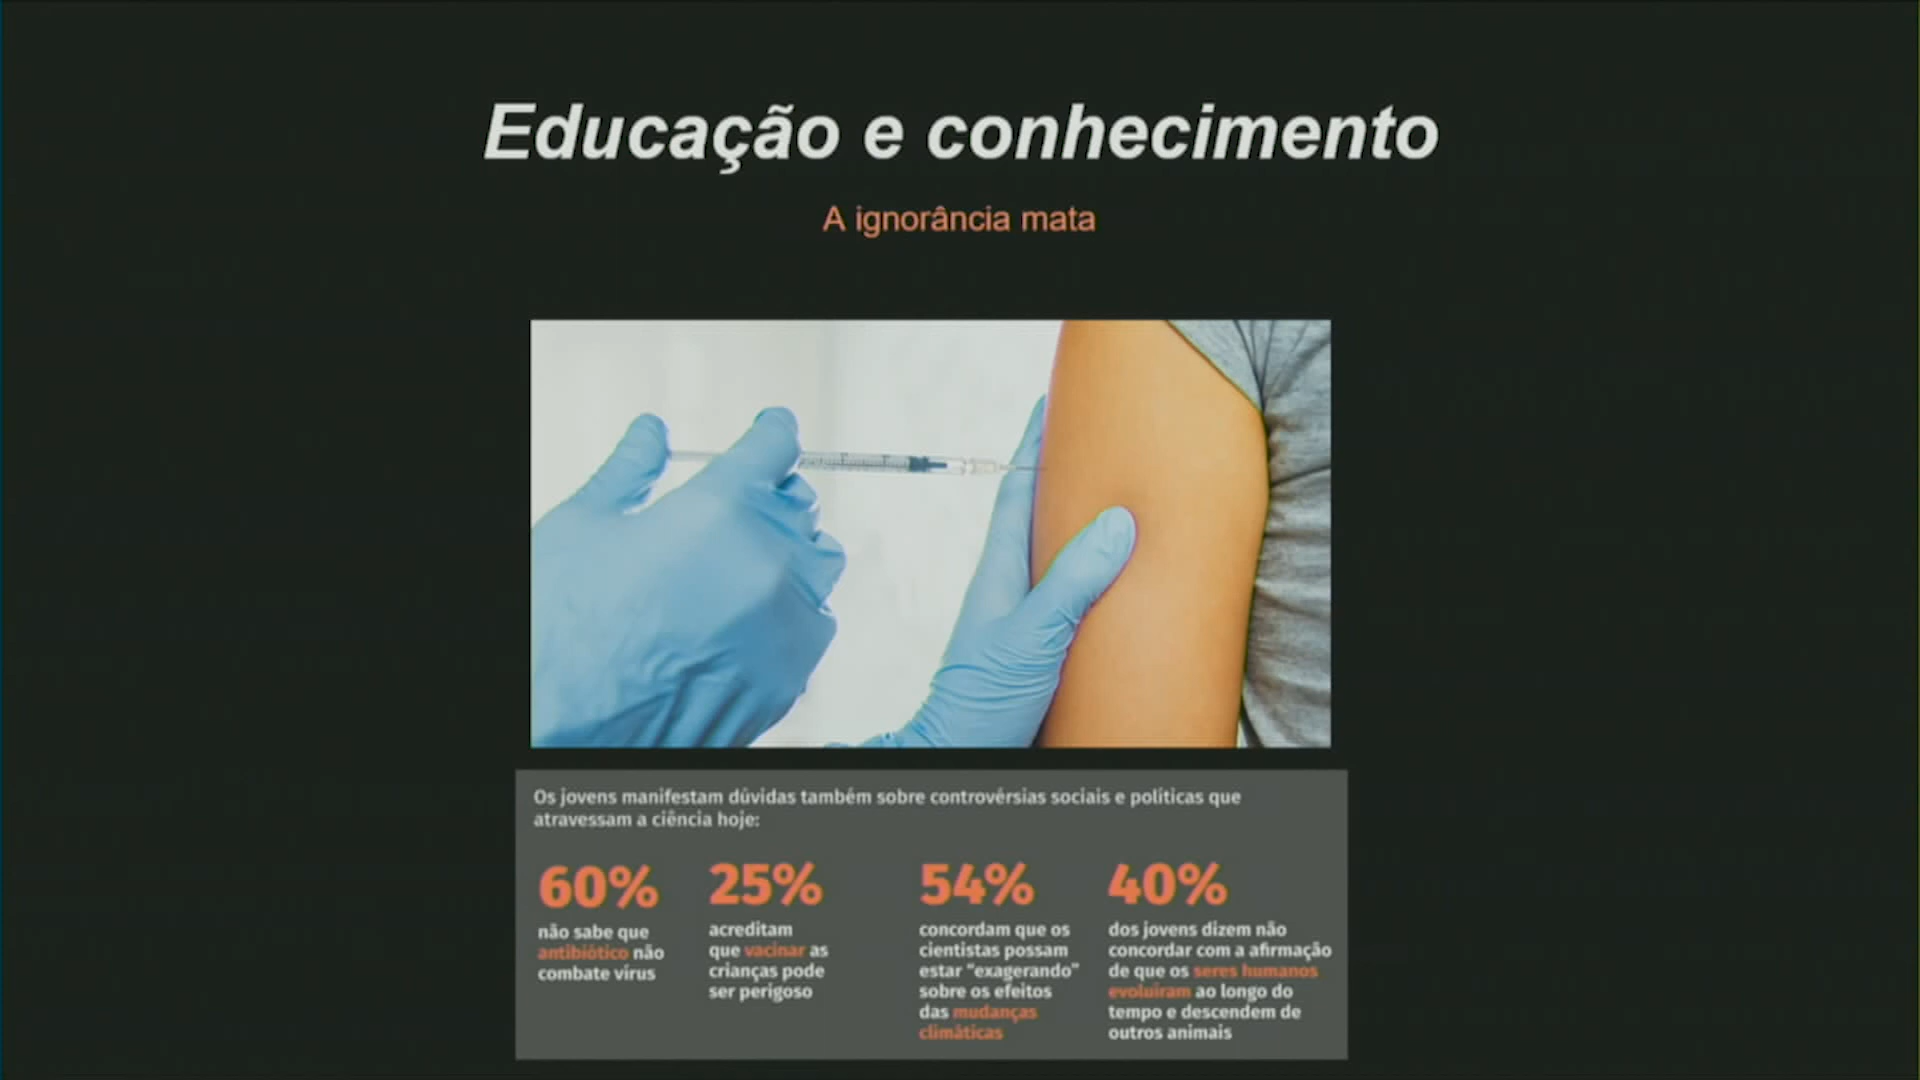 Educação e conhecimento
A ignorância mata
Os jovens manifestam dúvidas também sobre controvérsias sociais e políticas que
atravessam a ciência hoje:
60%
não sabe que
antibiótico não
combate vírus
25%
acreditam
que vacinar as
crianças pode
ser perigoso
54%
concordam que os
cientistas possam
estar "exagerando"
sobre os efeitos
das mudanças
climáticas
40%
dos jovens dizem não
concordar com a afirmação
de que os seres humanos
evoluíram ao longo do
tempo e descendem de
outros animais